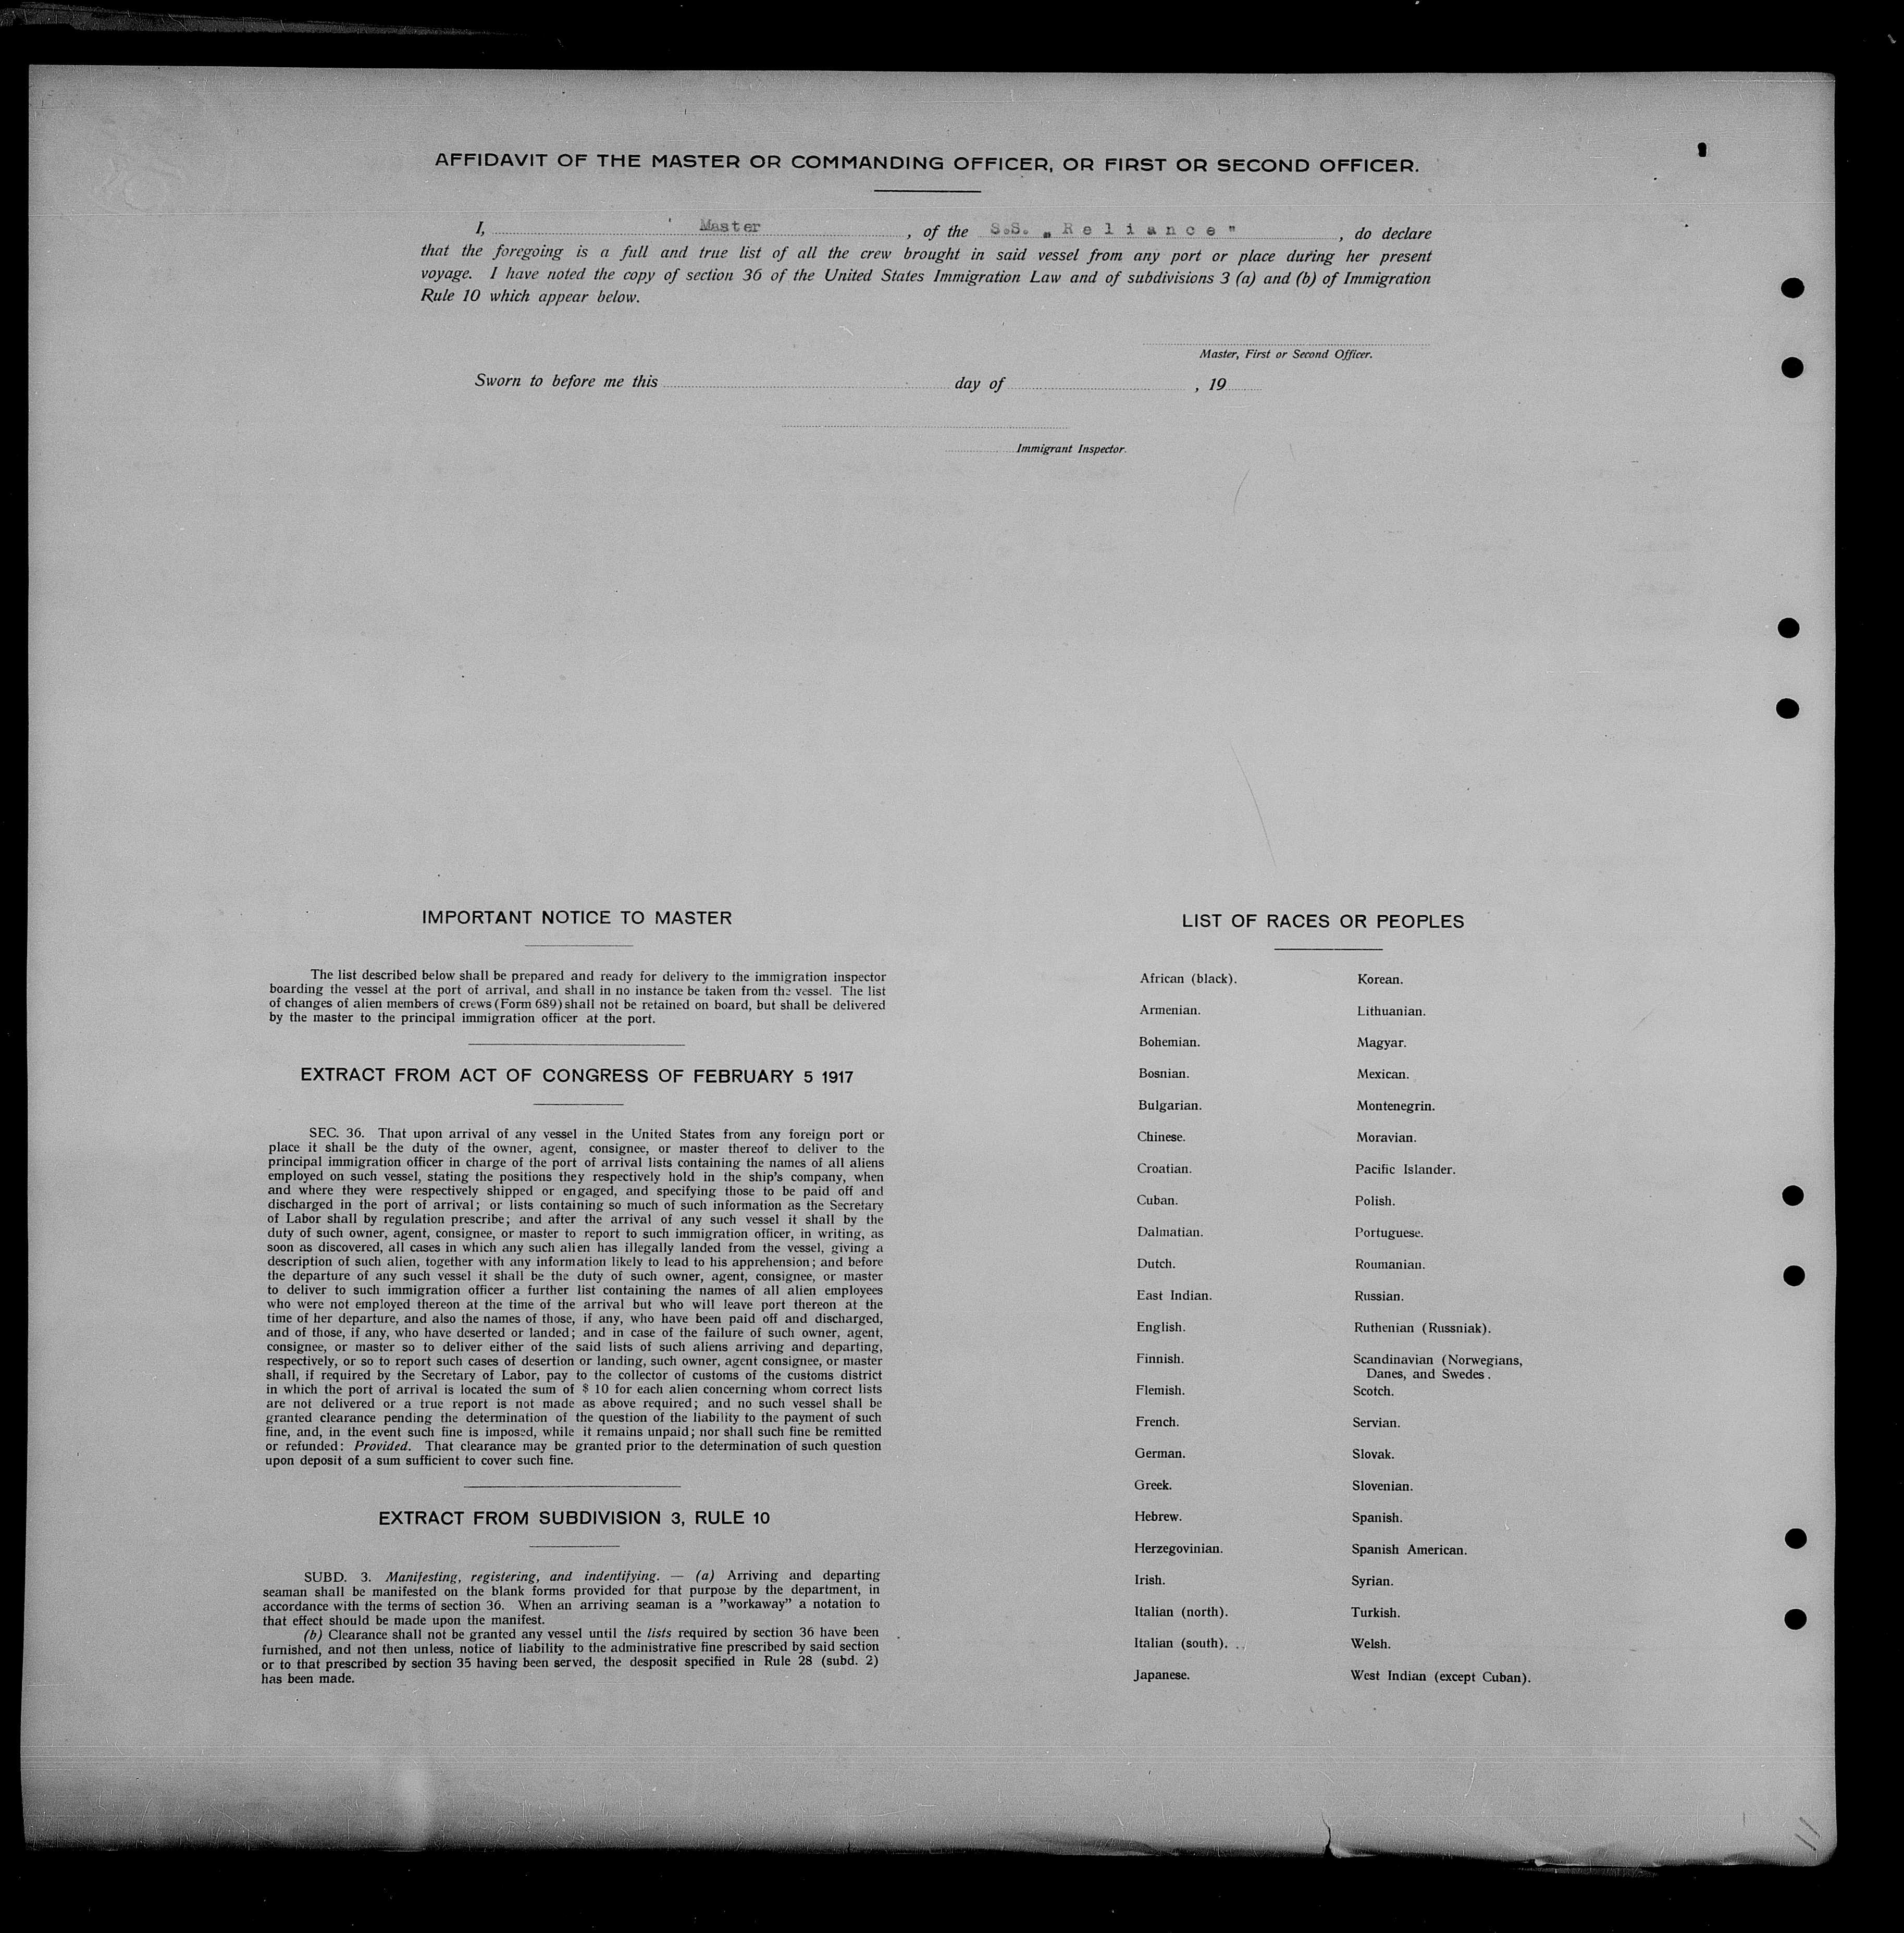 AFFIDAVIT OF THE MASTER OR COMMANDING OFFICER, OR FIRST OR SECOND OFFICER.
I, Master, of the S.S. „Reliance", do declare
that the foregoing is a full and true list of all the crew brought in said vessel from any port or place during her present
voyage. I have noted the copy of section 36 of the United States Immigration Law and of subdivisions 3 (a) and (b) of Immigration
Rule 10 which appear below.
Master, First or Second Officer.
Sworn to before me this day of , 19
Immigrant Inspector.
IMPORTANT NOTICE TO MASTER
The list described below shall be prepared and ready for delivery to the immigration inspector
boarding the vessel at the port of arrival, and shall in no instance be taken from the vessel. The list
of changes of alien members of crews (Form 689) shall not be retained on board, but shall be delivered
by the master to the principal immigration officer at the port.
EXTRACT FROM ACT OF CONGRESS OF FEBRUARY 5 1917
SEC. 36. That upon arrival of any vessel in the United States from any foreign port or
place it shall be the duty of the owner, agent, consignee, or master thereof to deliver to the
principal immigration officer in charge of the port of arrival lists containing the names of all aliens
employed on such vessel, stating the positions they respectively hold in the ship's company, when
and where they were respectively shipped or engaged, and specifying those to be paid off and
discharged in the port of arrival; or lists containing so much of such information as the Secretary
of Labor shall by regulation prescribe; and after the arrival of any such vessel it shall by the
duty of such owner, agent, consignee, or master to report to such immigration officer, in writing, as
soon as discovered, all cases in which any such alien has illegally landed from the vessel, giving a
description of such alien, together with any information likely to lead to his apprehension; and before
the departure of any such vessel it shall be the duty of such owner, agent, consignee, or master
to deliver to such immigration officer a further list containing the names of all alien employees
who were not employed thereon at the time of the arrival but who will leave port thereon at the
time of her departure, and also the names of those, if any, who have been paid off and discharged,
and of those, if any, who have deserted or landed; and in case of the failure of such owner, agent,
consignee, or master so to deliver either of the said lists of such aliens arriving and departing,
respectively, or so to report such cases of desertion or landing, such owner, agent consignee, or master
shall, if required by the Secretary of Labor, pay to the collector of customs of the customs district
in which the port of arrival is located the sum of $ 10 for each alien concerning whom correct lists
are not delivered or a true report is not made as above required; and no such vessel shall be
granted clearance pending the determination of the question of the liability to the payment of such
fine, and, in the event such fine is imposed, while it remains unpaid; nor shall such fine be remitted
or refunded: Provided. That clearance may be granted prior to the determination of such question
upon deposit of a sum sufficient to cover such fine.
EXTRACT FROM SUBDIVISION 3, RULE 10
SUBD. 3. Manifesting, registering, and indentifying. — (a) Arriving and departing
seaman shall be manifested on the blank forms provided for that purpose by the department, in
accordance with the terms of section 36. When an arriving seaman is a "workaway" a notation to
that effect should be made upon the manifest.
(b) Clearance shall not be granted any vessel until the lists required by section 36 have been
furnished, and not then unless, notice of liability to the administrative fine prescribed by said section
or to that prescribed by section 35 having been served, the desposit specified in Rule 28 (subd. 2)
has been made.
LIST OF RACES OR PEOPLES
African (black).
Armenian.
Bohemian.
Bosnian.
Bulgarian.
Chinese.
Croatian.
Cuban.
Dalmatian.
Dutch.
East Indian.
English.
Finnish.
Flemish.
French.
German.
Greek.
Hebrew.
Herzegovinian.
Irish.
Italian (north).
Italian (south).
Japanese.
Korean.
Lithuanian.
Magyar.
Mexican.
Montenegrin.
Moravian.
Pacific Islander.
Polish.
Portuguese.
Roumanian.
Russian.
Ruthenian (Russniak).
Scandinavian (Norwegians,
Danes, and Swedes.
Scotch.
Servian.
Slovak.
Slovenian.
Spanish.
Spanish American.
Syrian.
Turkish.
Welsh.
West Indian (except Cuban).